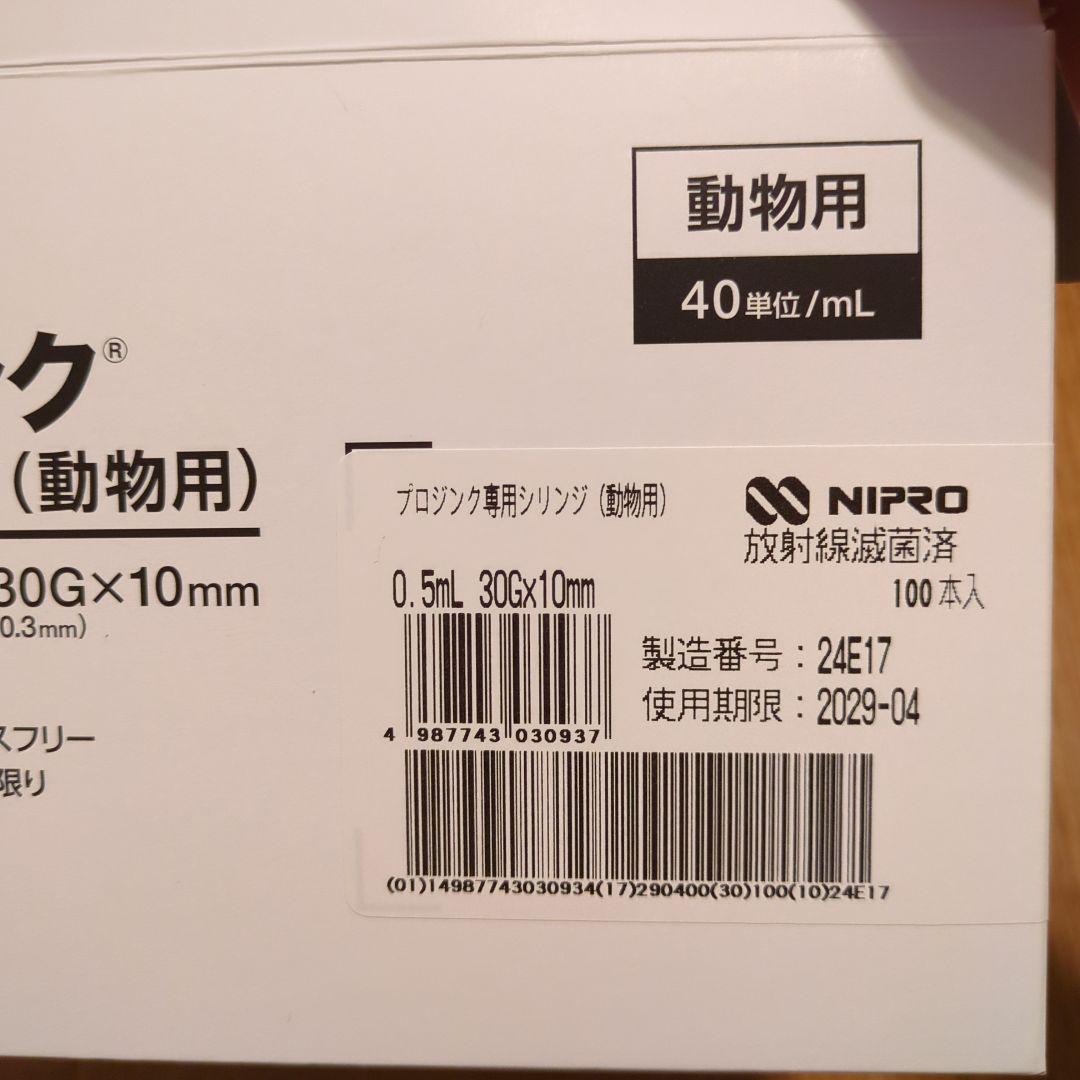 動物用
40単位/mL
ク®
（動物用）
30G×10mm
0.3mm）
スフリー
限り
プロジンク専用シリンジ（動物用）
NIPRO
放射線滅菌済
0.5mL 30G×10mm
100本入
製造番号：24E17
使用期限：2029-04
4 987743 030937
(01)14987743030934(17)290400(30)100(10)24E17